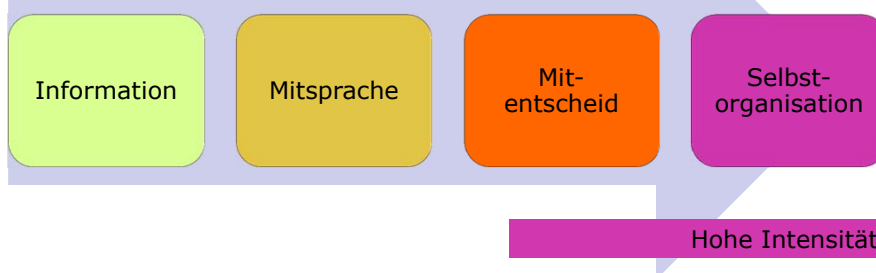 Information
Mitsprache
Mit-
entscheid
Selbst-
organisation
Hohe Intensität